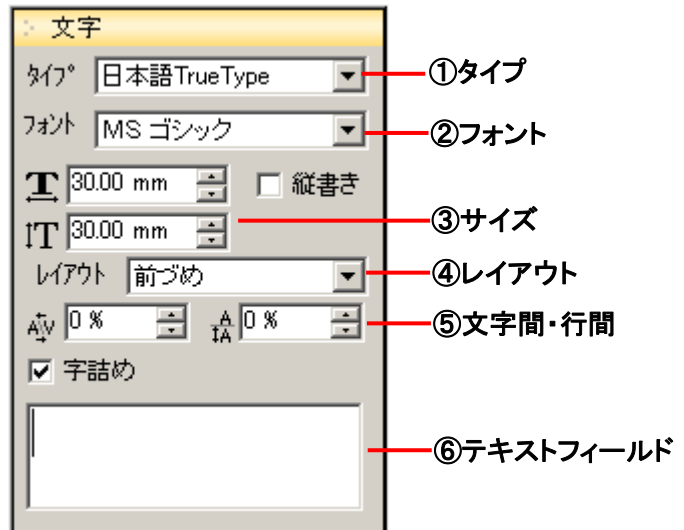 文字
ﾀｲﾌﾟ 日本語TrueType ①タイプ
ﾌｫﾝﾄ MS ゴシック ②フォント
T 30.00 mm 縦書き
T 30.00 mm ③サイズ
ﾚｲｱｳﾄ 前づめ ④レイアウト
AV 0 % AA 0 % ⑤文字間・行間
字詰め
⑥テキストフィールド